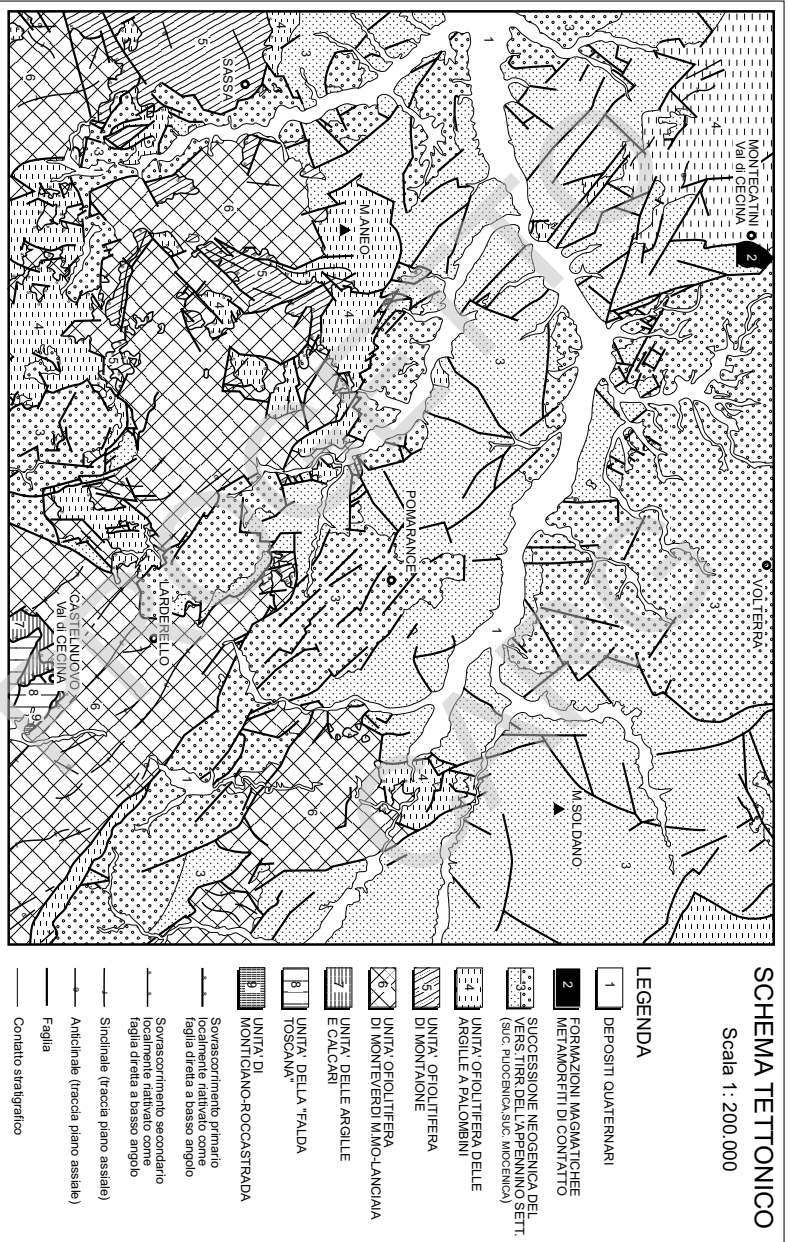 SCHEMA TETTONICO
Scala 1: 200.000
MONTECATINI
Val di CECINA
VOLTERRA
M.SOLDANO
SASSA
M.ANEO
POMARANCE
LARDERELLO
CASTELNUOVO
Val di CECINA
PROGETTO
CARG
LEGENDA
1 DEPOSITI QUATERNARI
2 FORMAZIONI MAGMATICHEE
METAMORFITI DI CONTATTO
3 SUCCESSIONE NEOGENICA DEL
VERS.TIRR.DELL'APPENNINO SETT.
(SUC. PLIOCENICA,SUC. MIOCENICA)
4 UNITA' OFIOLITIFERA DELLE
ARGILLE A PALOMBINI
5 UNITA' OFIOLITIFERA
DI MONTAIONE
6 UNITA' OFIOLITIFERA
DI MONTEVERDI M.MO-LANCIAIA
7 UNITA' DELLE ARGILLE
E CALCARI
8 UNITA' DELLA "FALDA
TOSCANA"
9 UNITA' DI
MONTICIANO-ROCCASTRADA
Sovrascorrimento primario
localmente riattivato come
faglia diretta a basso angolo
Sovrascorrimento secondario
localmente riattivato come
faglia diretta a basso angolo
Sinclinale (traccia piano assiale)
Anticlinale (traccia piano assiale)
Faglia
Contatto stratigrafico